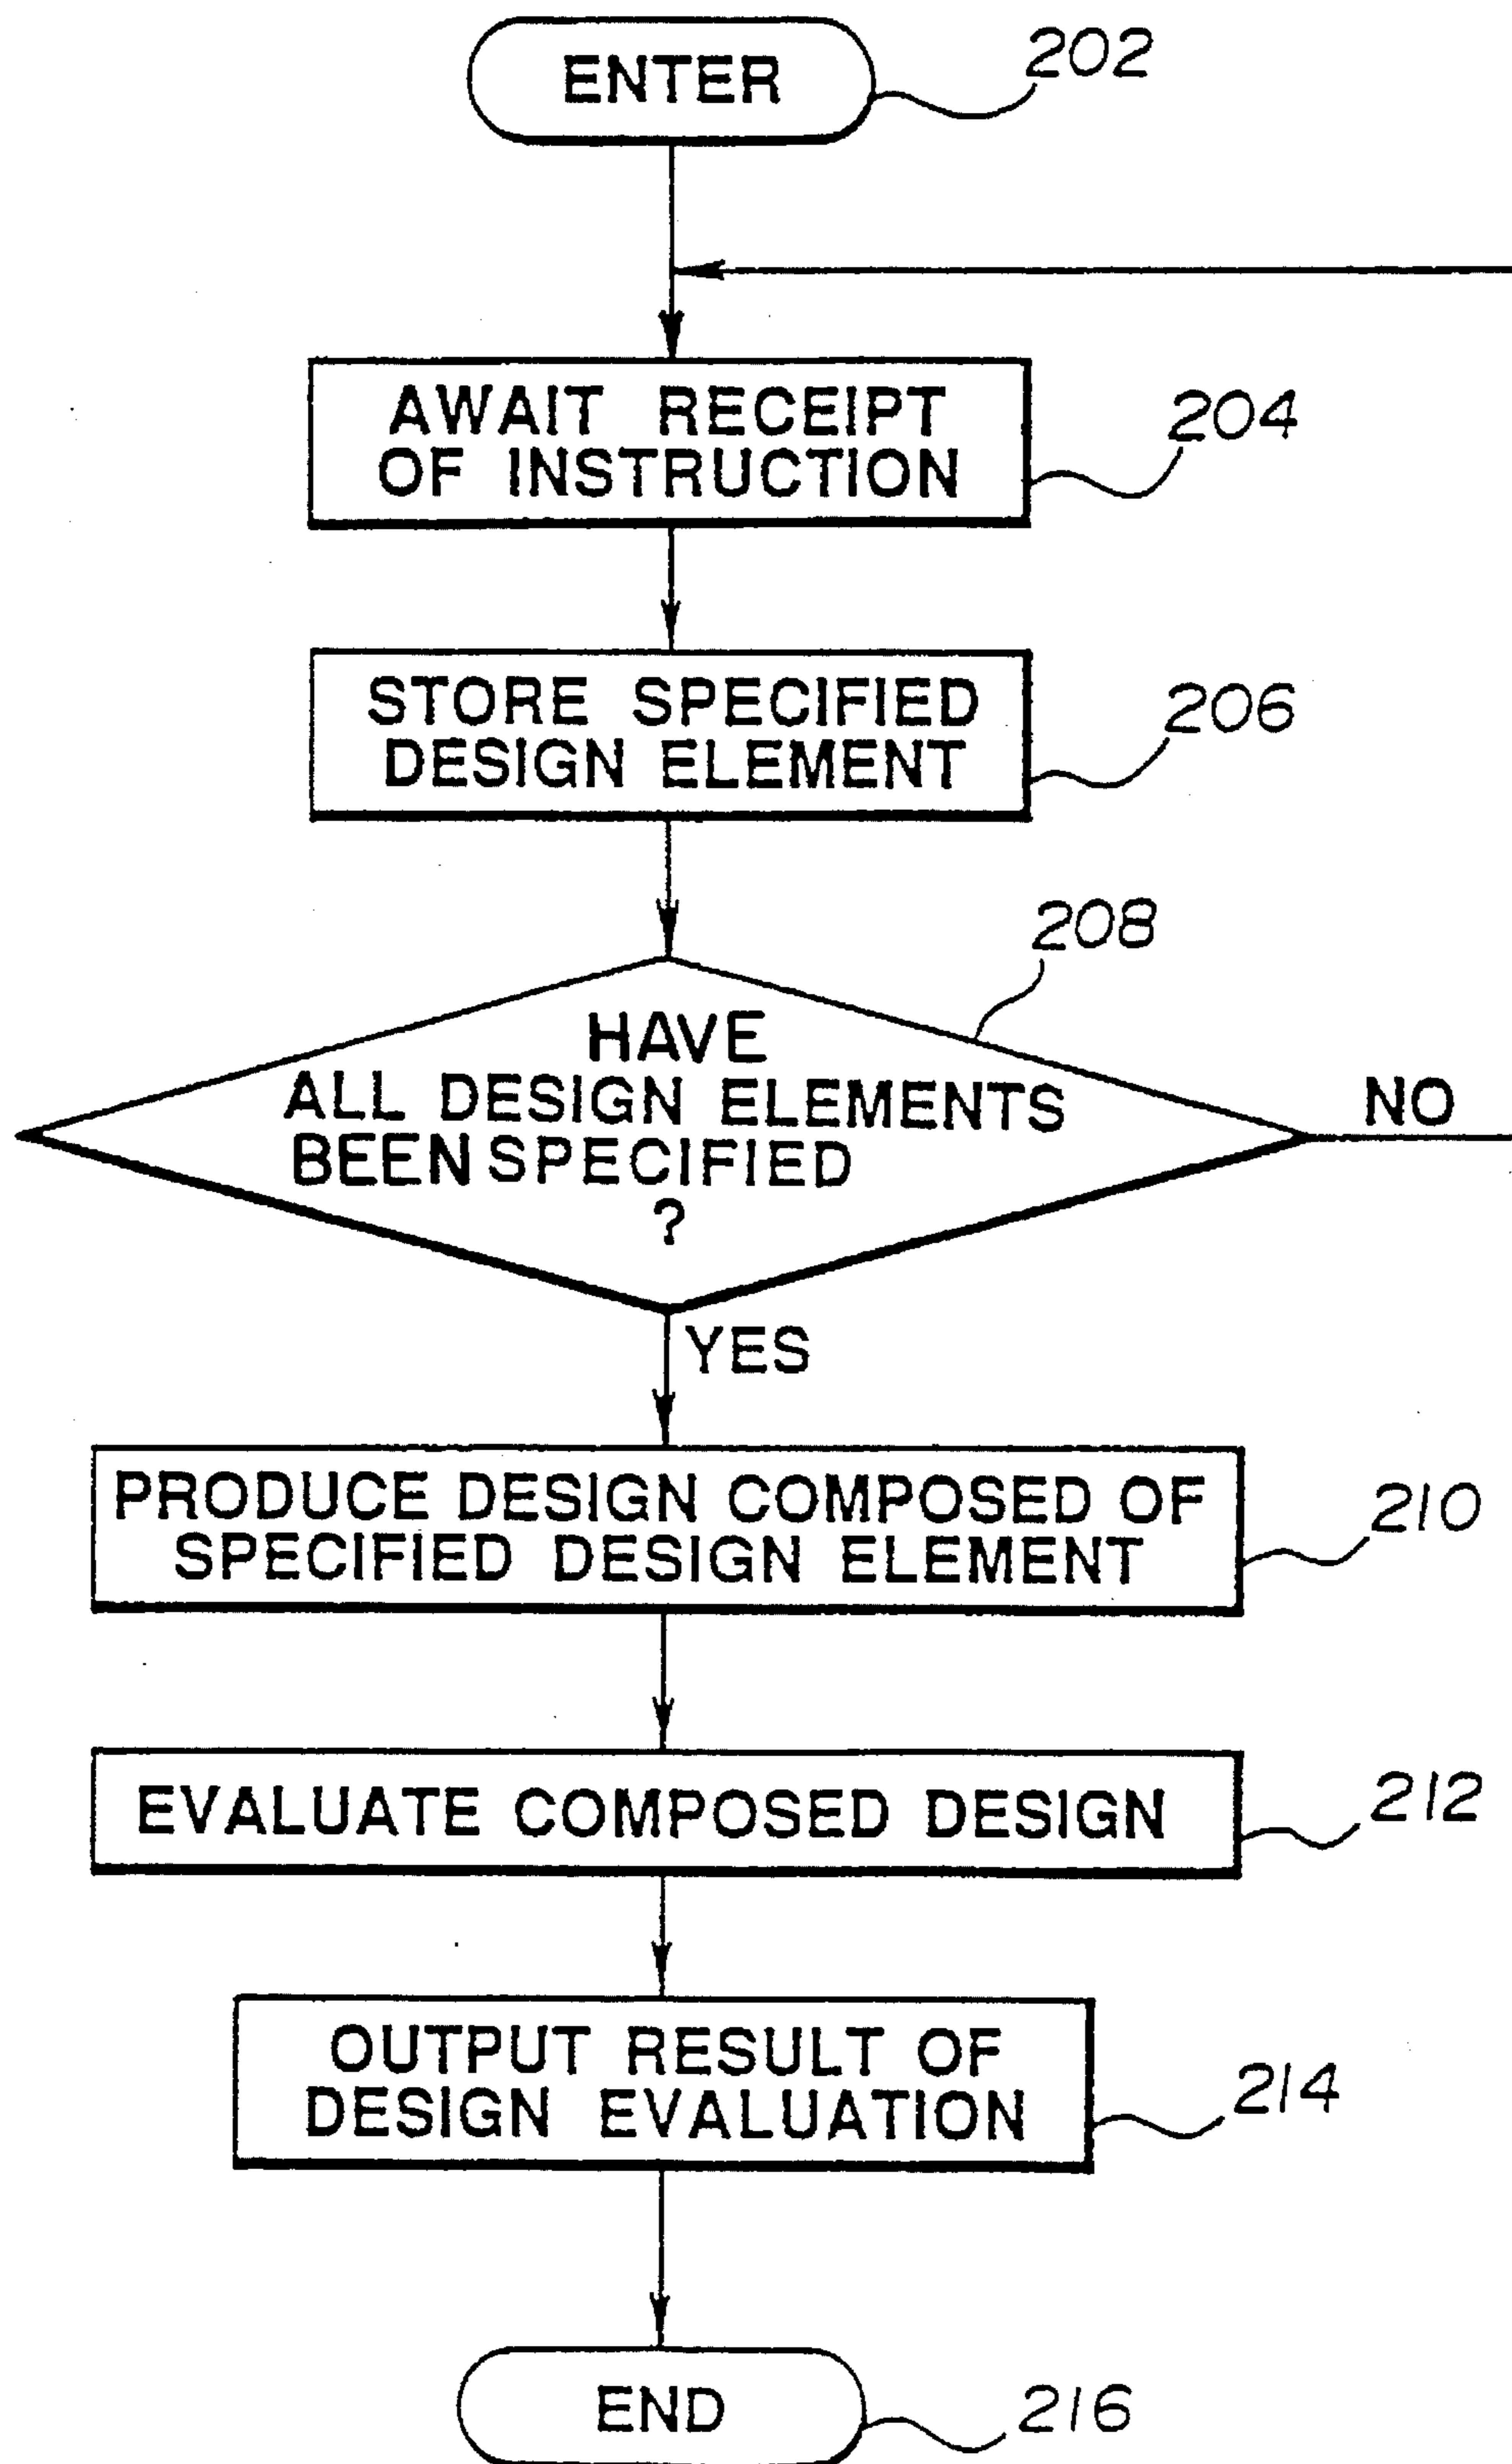 ENTER
202
AWAIT RECEIPT
OF INSTRUCTION
204
STORE SPECIFIED
DESIGN ELEMENT
206
208
HAVE
ALL DESIGN ELEMENTS
BEEN SPECIFIED
?
NO
YES
PRODUCE DESIGN COMPOSED OF
SPECIFIED DESIGN ELEMENT
210
EVALUATE COMPOSED DESIGN
212
OUTPUT RESULT OF
DESIGN EVALUATION
214
END
216